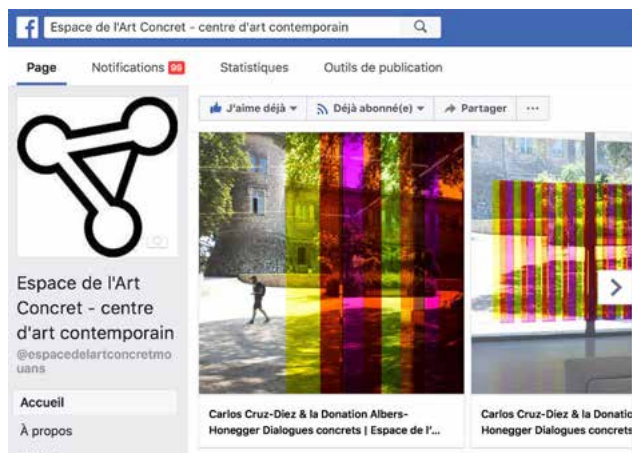 Espace de l'Art Concret - centre d'art contemporain
Page Notifications 99 Statistiques Outils de publication
J'aime déjà Déjà abonné(e) Partager ...
Espace de l'Art
Concret - centre
d'art contemporain
@espacedelartconcretmo
uans
Accueil
À propos
Carlos Cruz-Diez & la Donation Albers-
Honegger Dialogues concrets | Espace de l'...
Carlos Cruz-Diez & la Donatio
Honegger Dialogues concrets